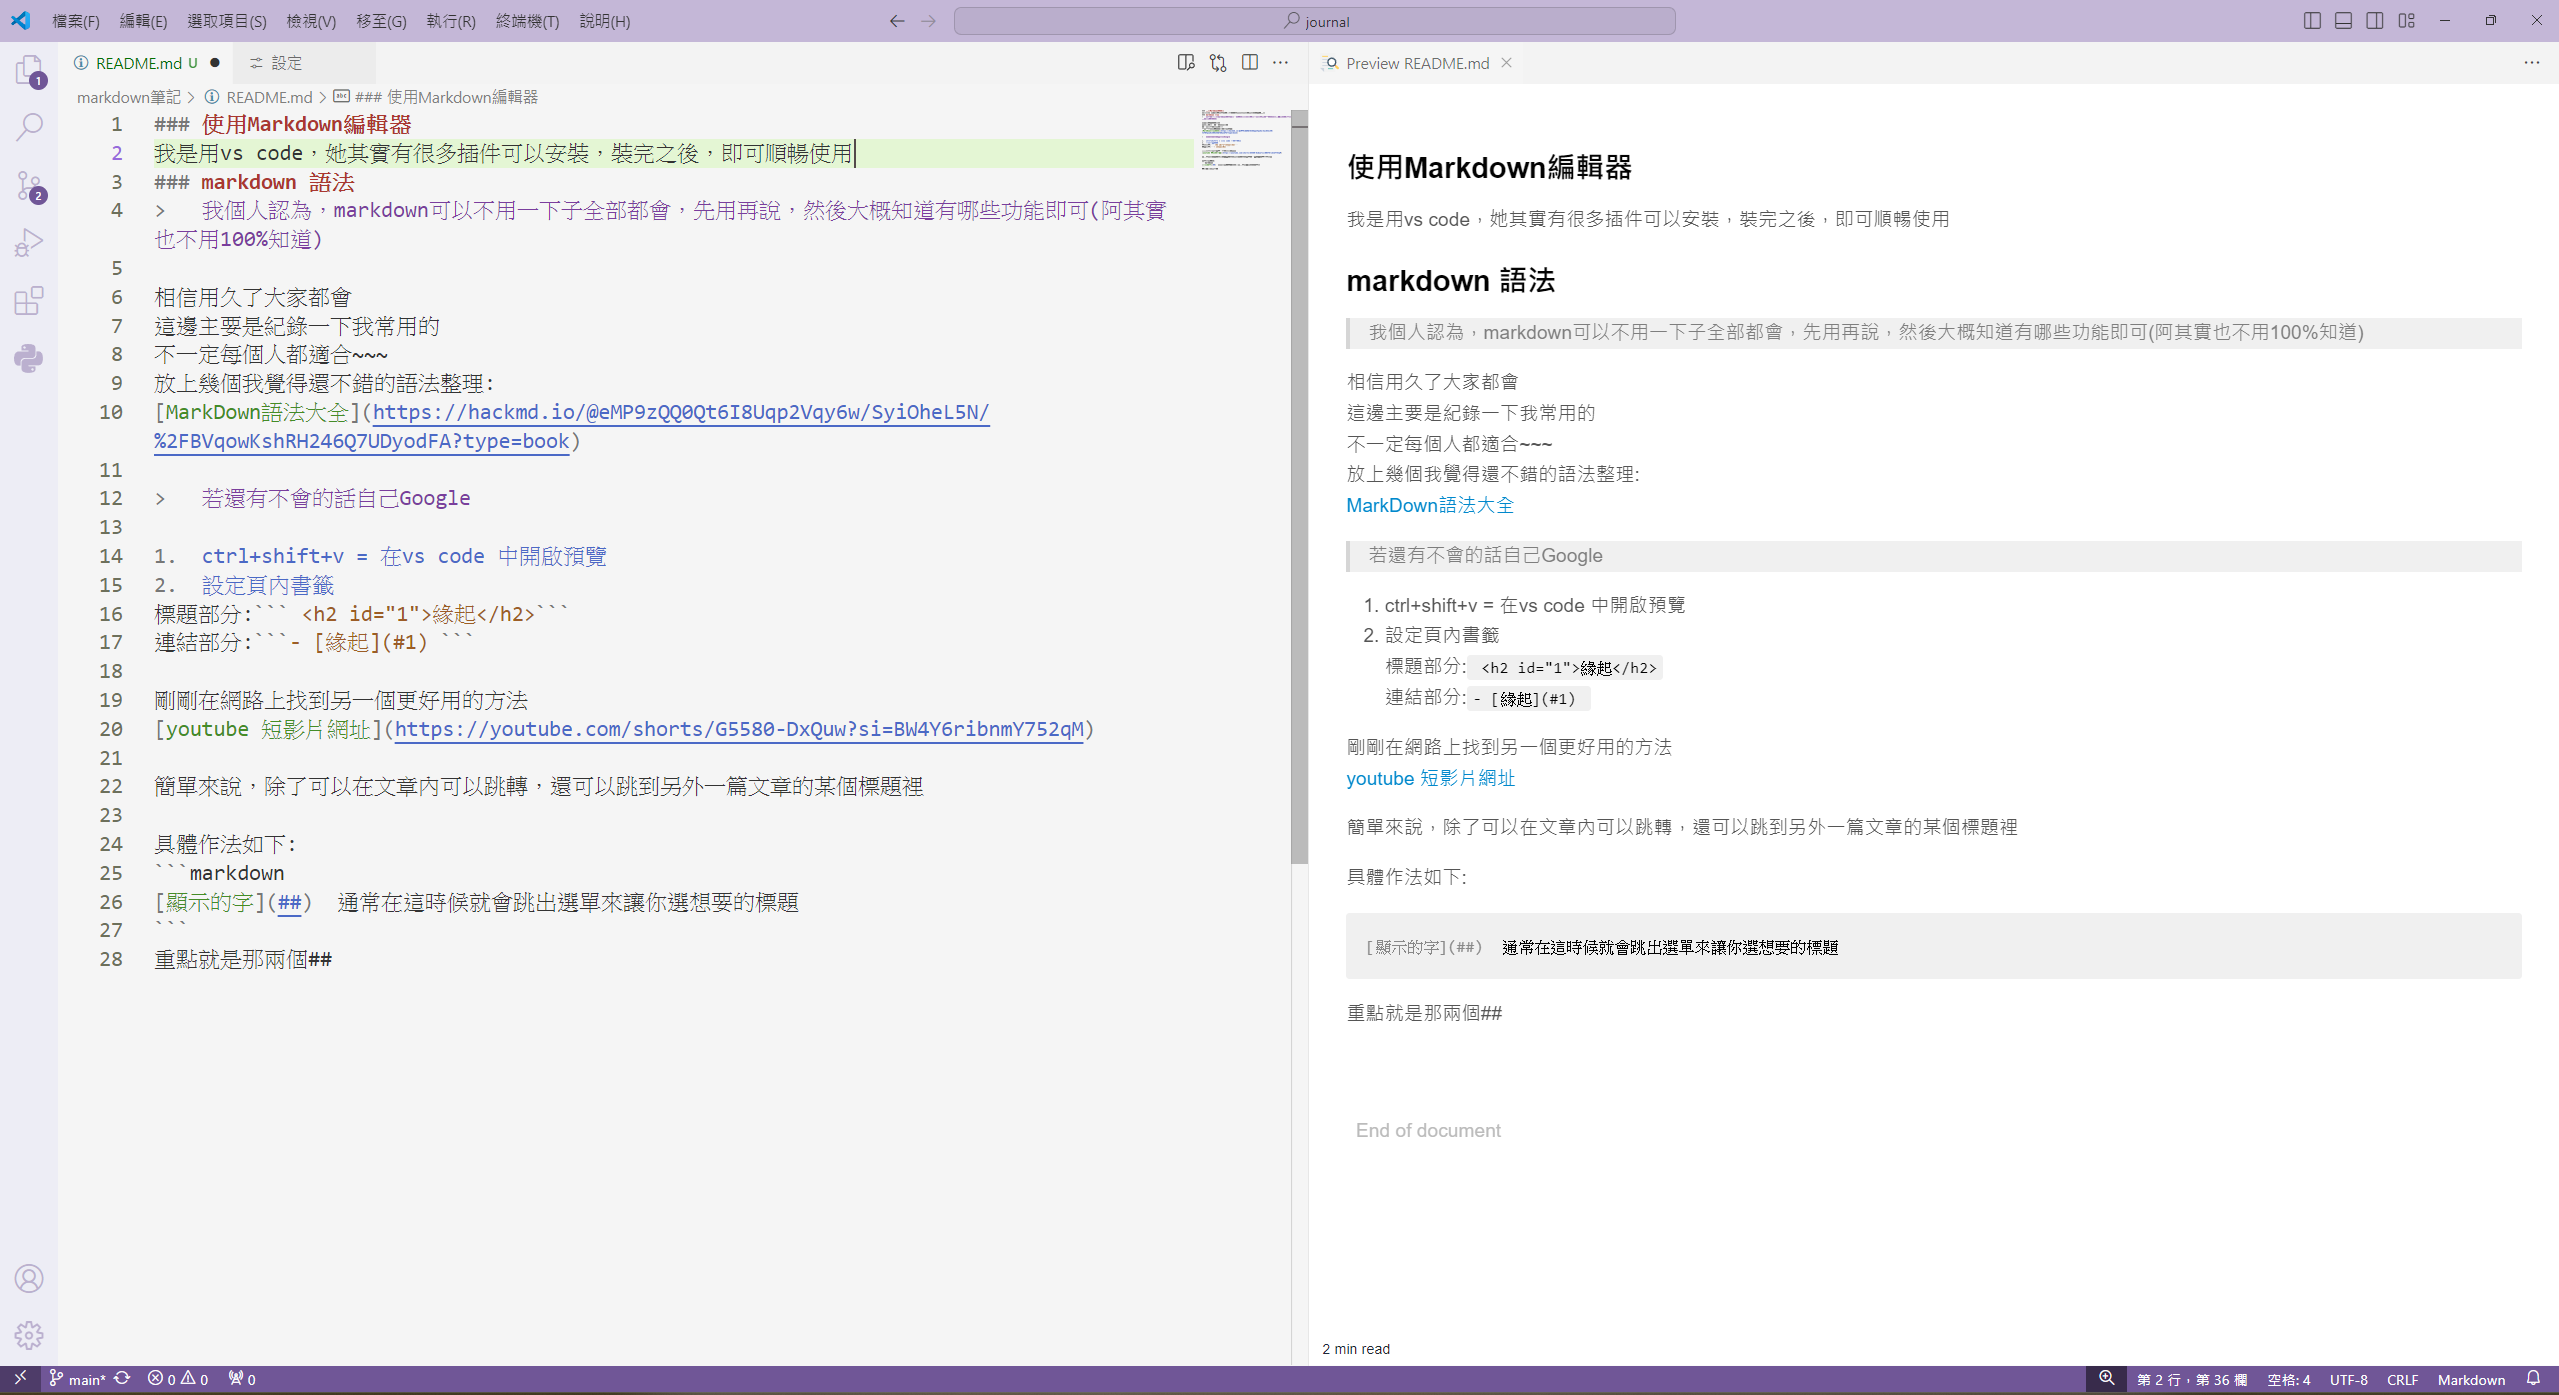 檔案(F) 編輯(E) 選取項目(S) 檢視(V) 移至(G) 執行(R) 終端機(T) 說明(H)
journal
README.md U
設定
Preview README.md
markdown筆記 > README.md > ### 使用Markdown編輯器
1
2
1 ### 使用Markdown編輯器
2 我是用vs code，她其實有很多插件可以安裝，裝完之後，即可順暢使用
3 ### markdown 語法
4 > 我個人認為，markdown可以不用一下子全部都會，先用再說，然後大概知道有哪些功能即可(阿其實
也不用100%知道)
5
6 相信用久了大家都會
7 這邊主要是紀錄一下我常用的
8 不一定每個人都適合~~~
9 放上幾個我覺得還不錯的語法整理:
10 [MarkDown語法大全](https://hackmd.io/@eMP9zQQ0Qt6I8Uqp2Vqy6w/SyiOheL5N/
%2FBVqowKshRH246Q7UDyodFA?type=book)
11
12 > 若還有不會的話自己Google
13
14 1. ctrl+shift+v = 在vs code 中開啟預覽
15 2. 設定頁內書籤
16 標題部分:``` <h2 id="1">緣起</h2>```
17 連結部分:```- [緣起](#1) ```
18
19 剛剛在網路上找到另一個更好用的方法
20 [youtube 短影片網址](https://youtube.com/shorts/G5580-DxQuw?si=BW4Y6ribnmY752qM)
21
22 簡單來說，除了可以在文章內可以跳轉，還可以跳到另外一篇文章的某個標題裡
23
24 具體作法如下:
25 ```markdown
26 [顯示的字](##) 通常在這時候就會跳出選單來讓你選想要的標題
27 ```
28 重點就是那兩個##
使用Markdown編輯器
我是用vs code，她其實有很多插件可以安裝，裝完之後，即可順暢使用
markdown 語法
我個人認為，markdown可以不用一下子全部都會，先用再說，然後大概知道有哪些功能即可(阿其實也不用100%知道)
相信用久了大家都會
這邊主要是紀錄一下我常用的
不一定每個人都適合~~~
放上幾個我覺得還不錯的語法整理:
MarkDown語法大全
若還有不會的話自己Google
1. ctrl+shift+v = 在vs code 中開啟預覽
2. 設定頁內書籤
標題部分: <h2 id="1">緣起</h2>
連結部分:- [緣起](#1)
剛剛在網路上找到另一個更好用的方法
youtube 短影片網址
簡單來說，除了可以在文章內可以跳轉，還可以跳到另外一篇文章的某個標題裡
具體作法如下:
[顯示的字](##) 通常在這時候就會跳出選單來讓你選想要的標題
重點就是那兩個##
End of document
2 min read
main* 0 0 0
第 2 行，第 36 欄 空格: 4 UTF-8 CRLF Markdown